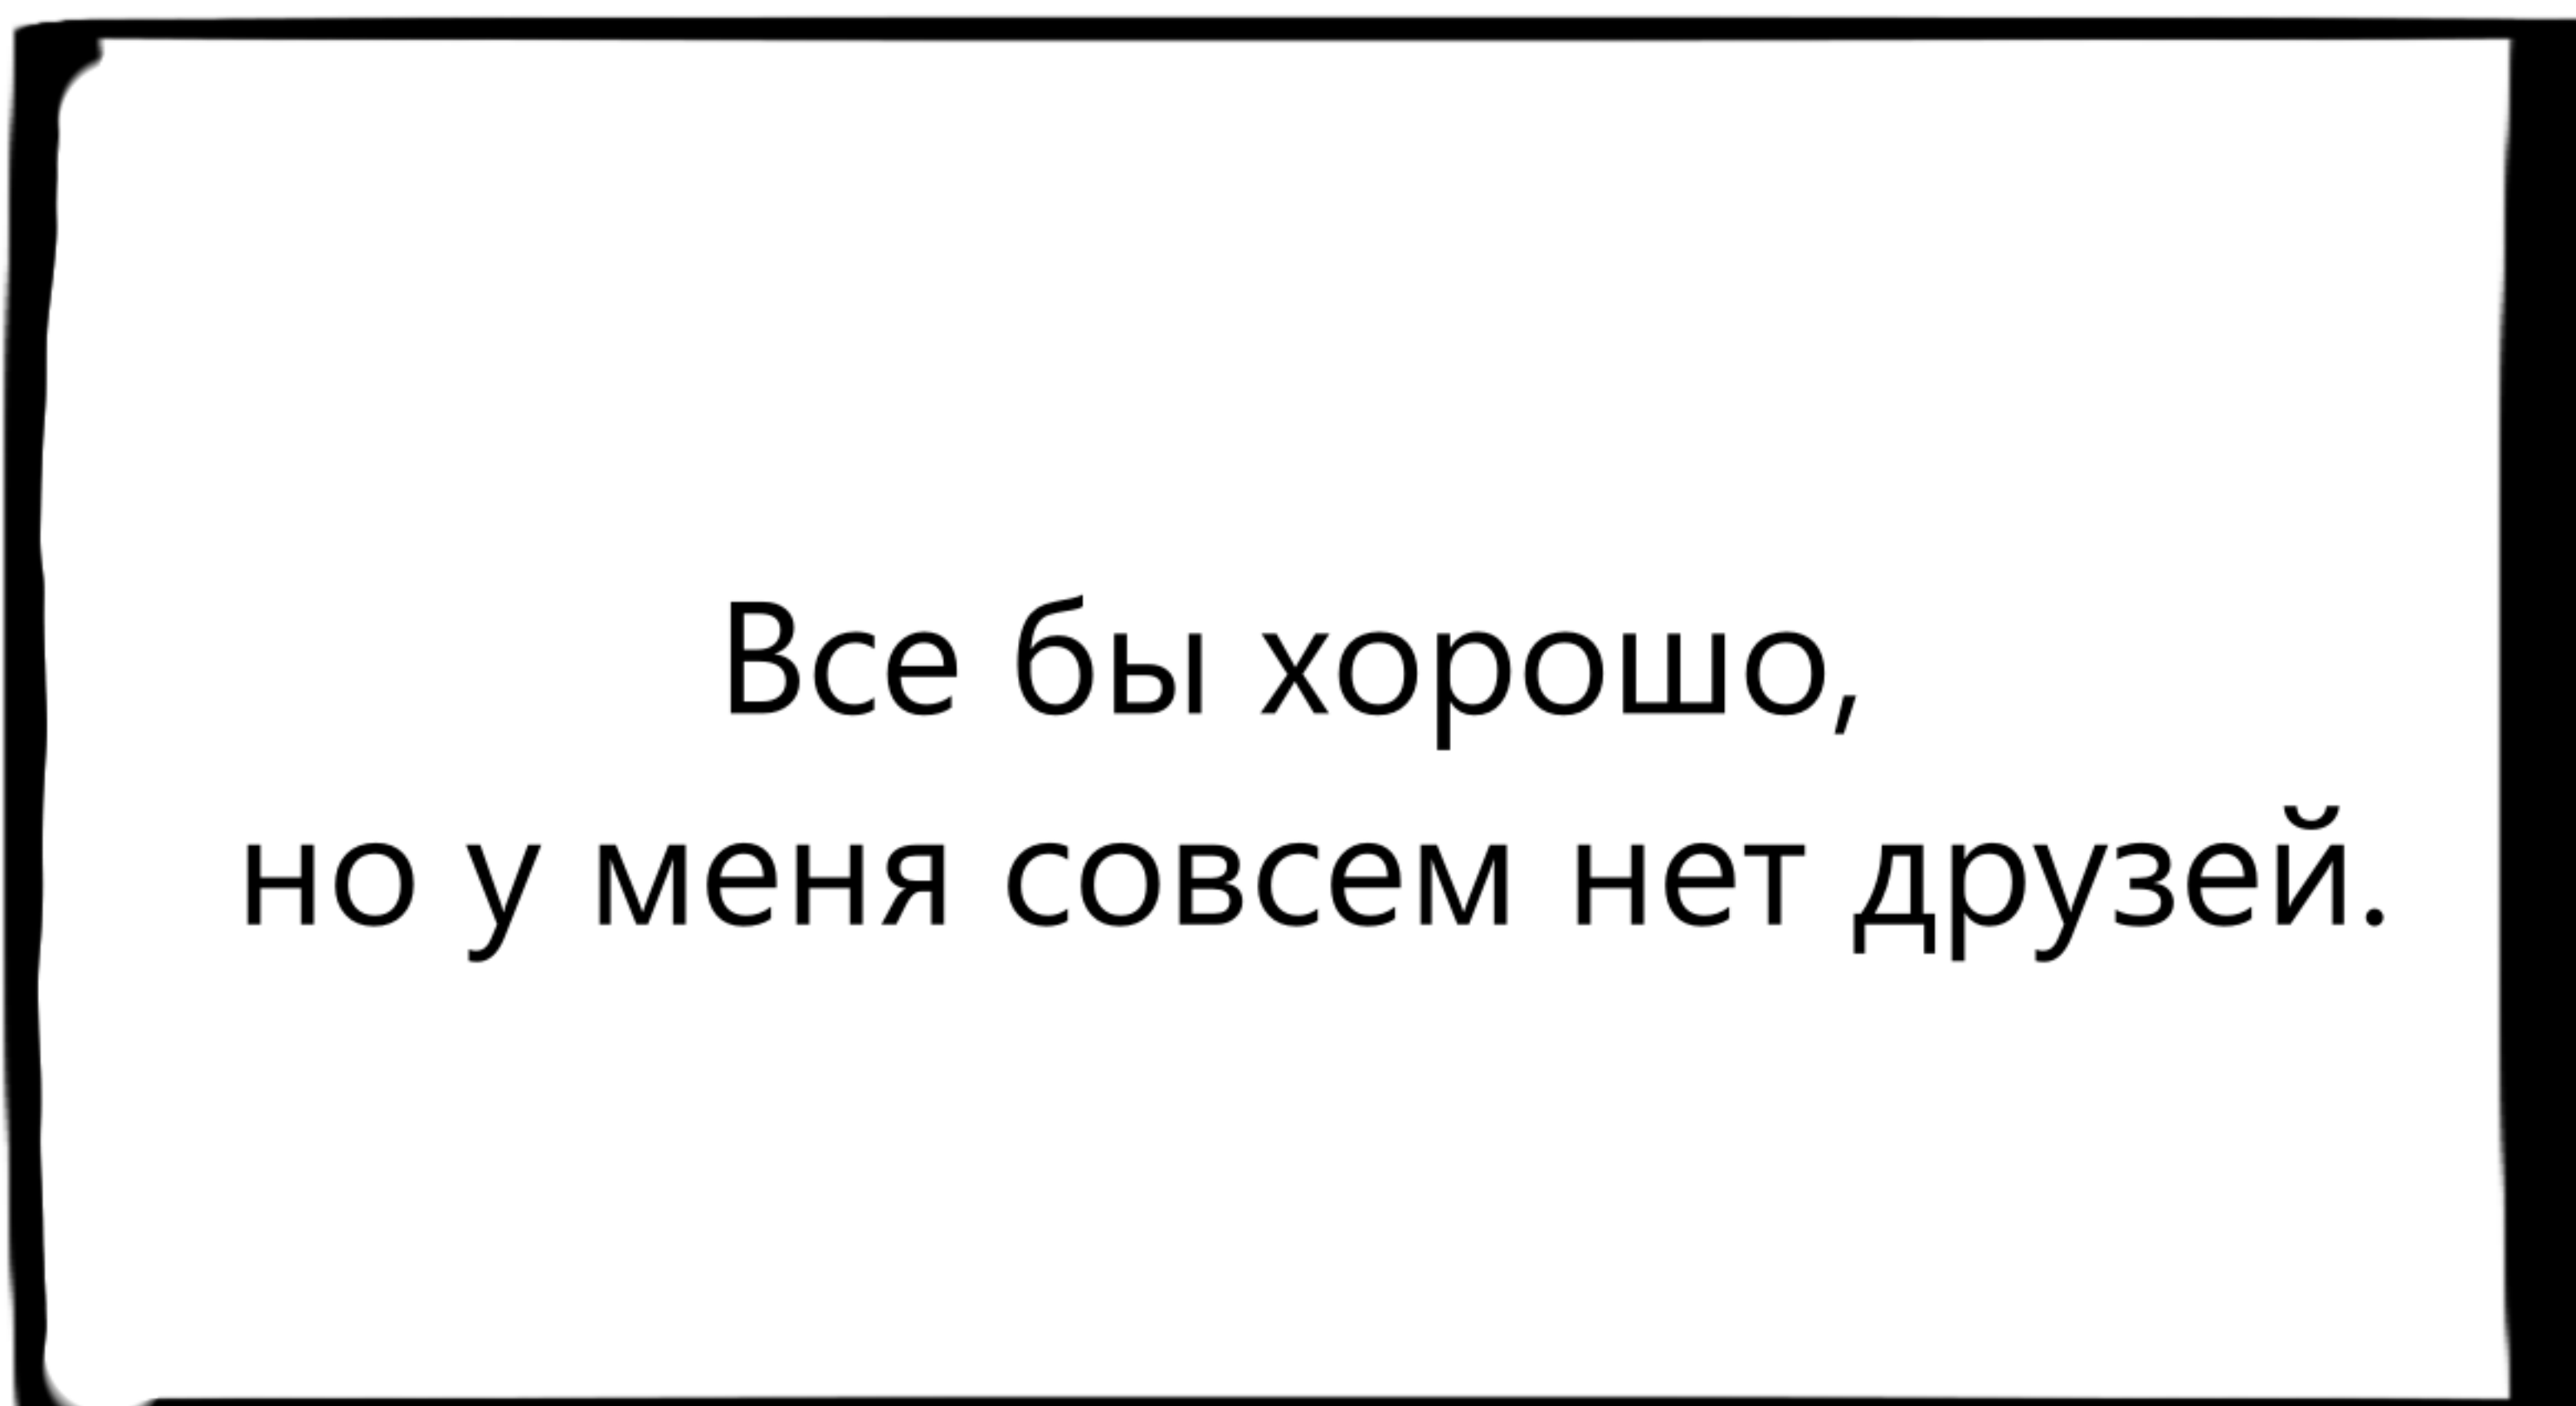 Все бы хорошо,
но у меня совсем нет друзей.